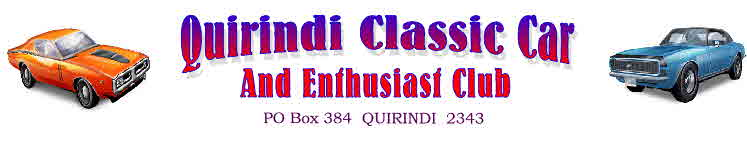 Quirindi Classic Car
And Enthusiast Club
PO Box 384 QUIRINDI 2343